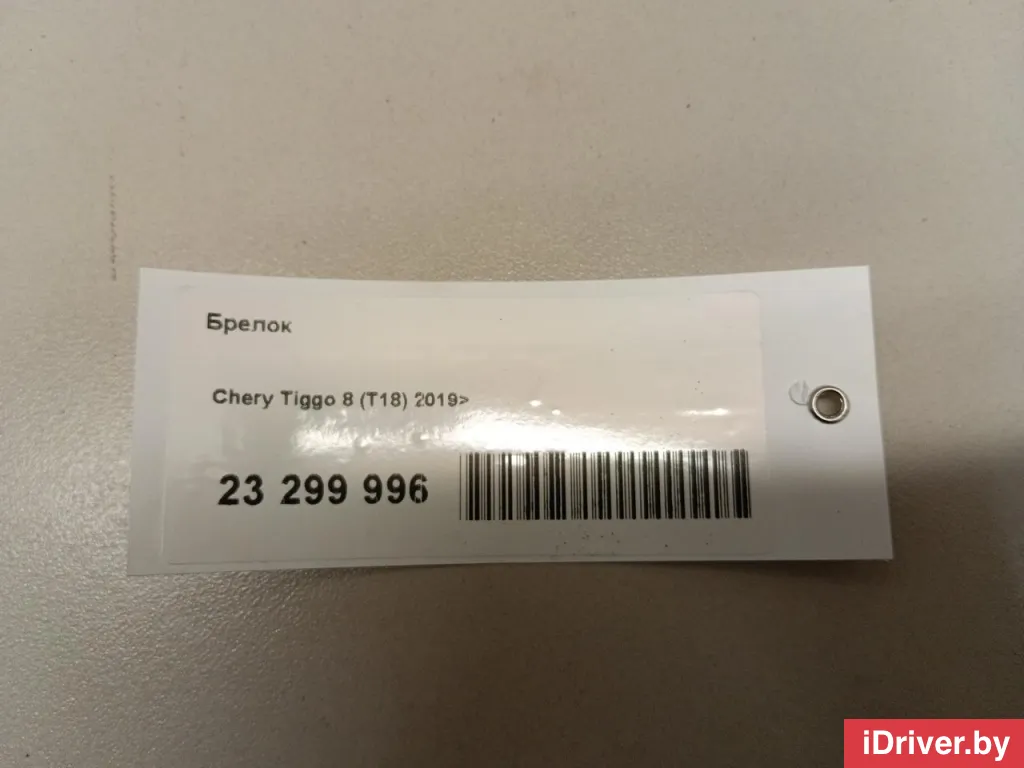 Брелок
Chery Tiggo 8 (T18) 2019>
23 299 996
iDriver.by